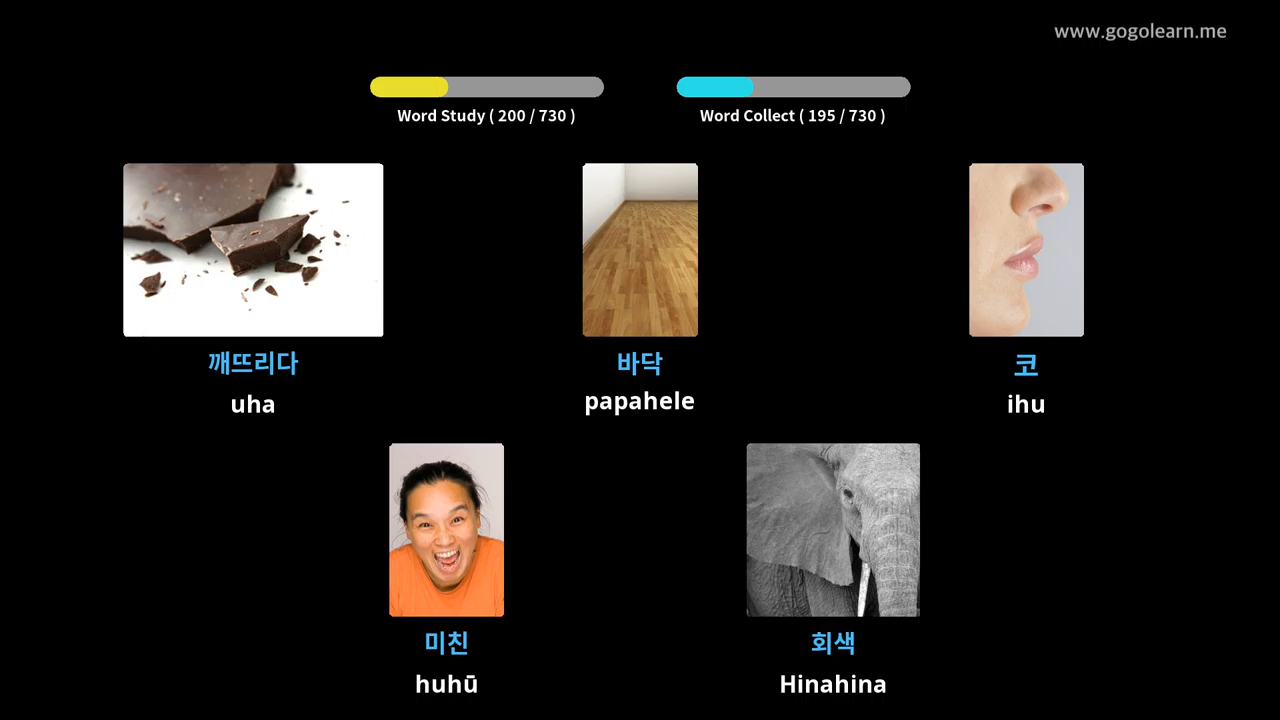 www.gogolearn.me
Word Study ( 200 / 730 )
Word Collect ( 195 / 730 )
깨뜨리다
uha
바닥
papahele
코
ihu
미친
huhū
회색
Hinahina